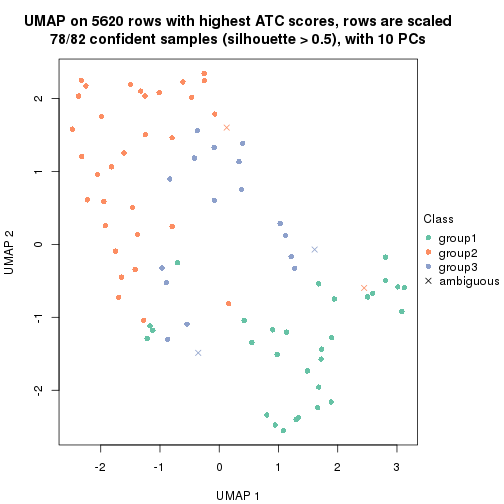 UMAP on 5620 rows with highest ATC scores, rows are scaled
78/82 confident samples (silhouette > 0.5), with 10 PCs
2
1
0
-1
-2
UMAP 2
-2
-1
0
1
2
3
UMAP 1
Class
group1
group2
group3
ambiguous